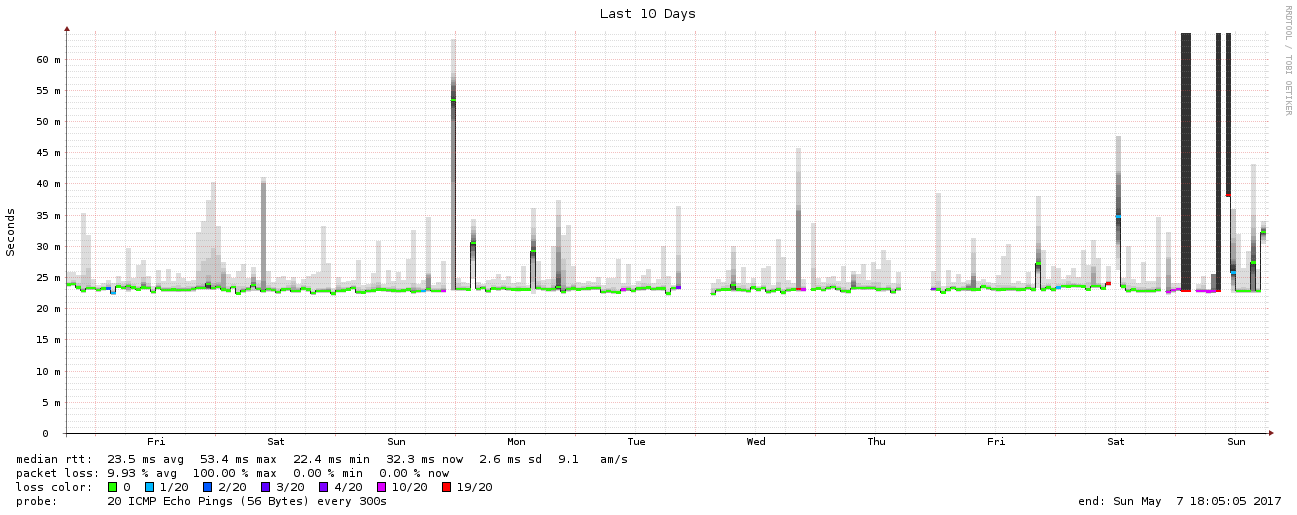 Last 10 Days
RRDTOOL / TOBI OETIKER
Seconds
60 m
55 m
50 m
45 m
40 m
35 m
30 m
25 m
20 m
15 m
10 m
5 m
0
Fri Sat Sun Mon Tue Wed Thu Fri Sat Sun
median rtt: 23.5 ms avg 53.4 ms max 22.4 ms min 32.3 ms now 2.6 ms sd 9.1 am/s
packet loss: 9.93 % avg 100.00 % max 0.00 % min 0.00 % now
loss color: 0 1/20 2/20 3/20 4/20 10/20 19/20
probe: 20 ICMP Echo Pings (56 Bytes) every 300s end: Sun May 7 18:05:05 2017